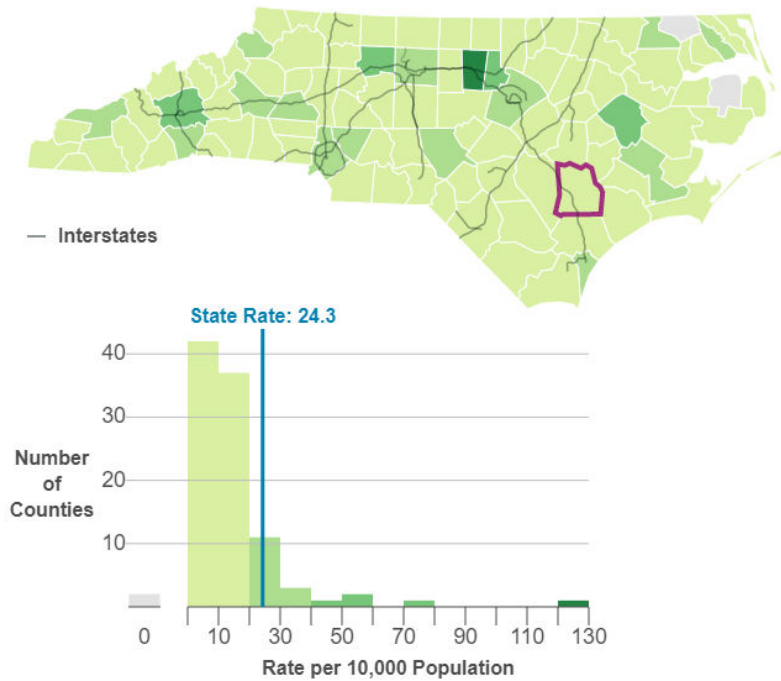 — Interstates
State Rate: 24.3
40
30
20
10
Number
of
Counties
0 10 30 50 70 90 110 130
Rate per 10,000 Population